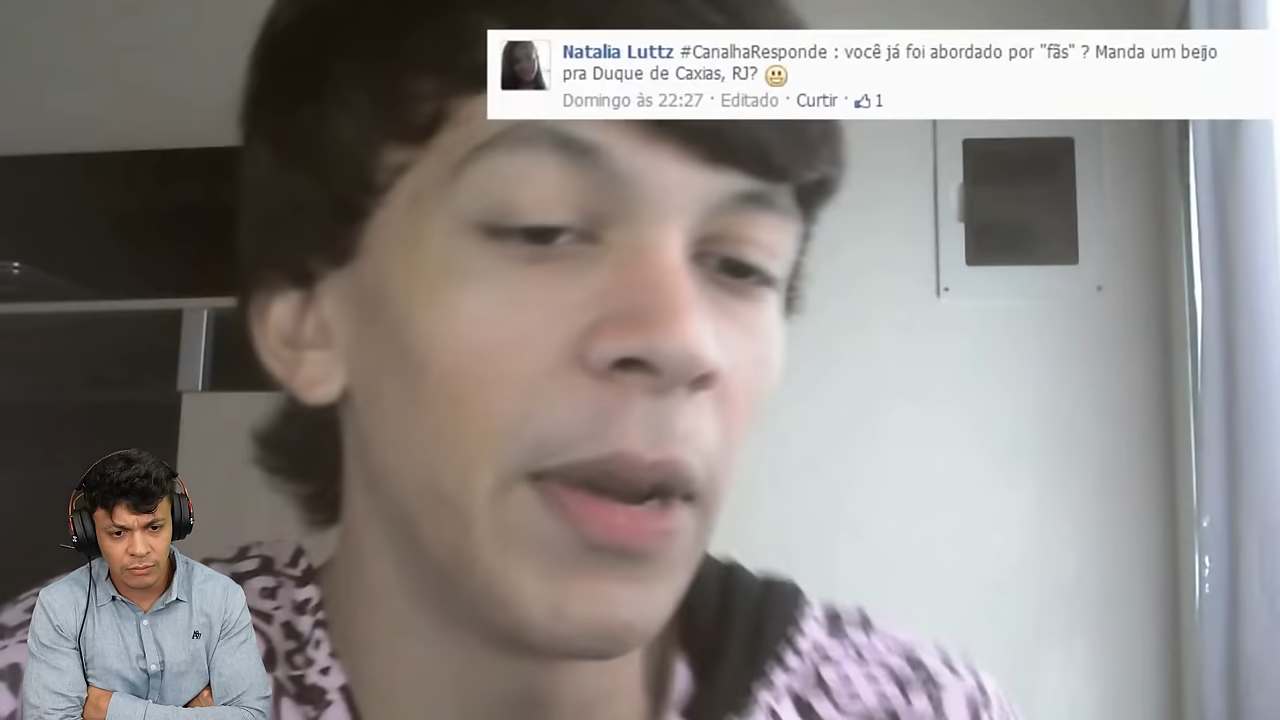 Natalia Luttz #CanalhaResponde : você já foi abordado por "fãs" ? Manda um beijo
pra Duque de Caxias, RJ? 😀
Domingo às 22:27 · Editado · Curtir · 👍 1